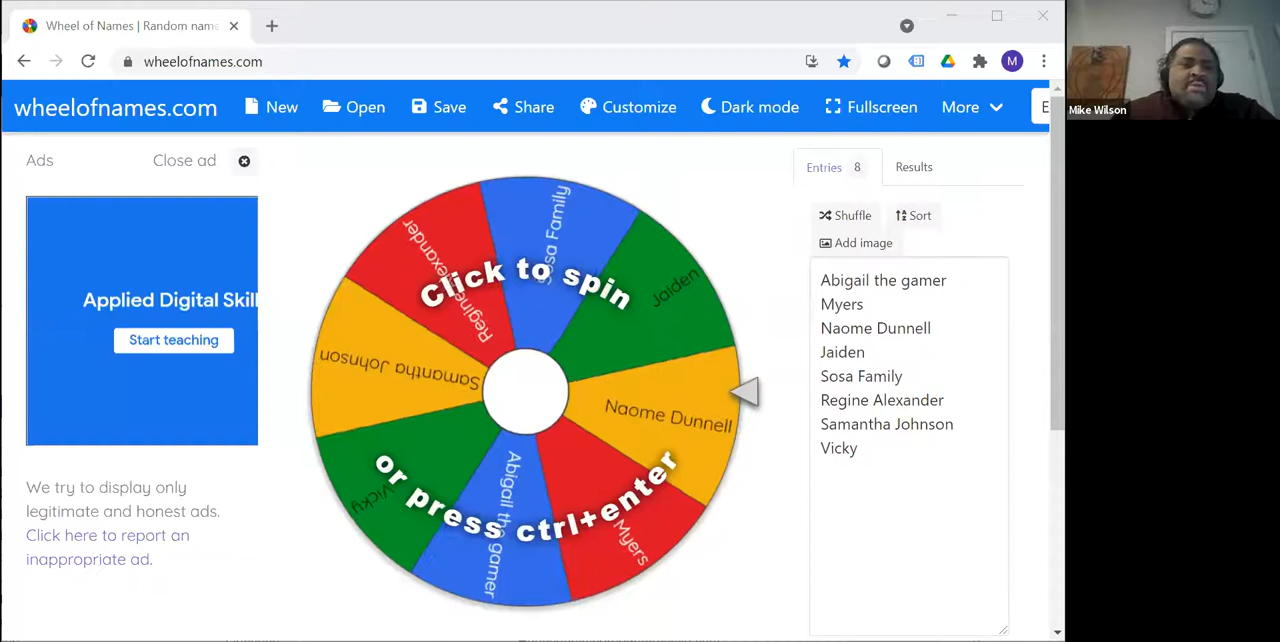 Wheel of Names | Random name
wheelofnames.com
M
wheelofnames.com
New
Open
Save
Share
Customize
Dark mode
Fullscreen
More
E
Mike Wilson
Ads
Close ad
Applied Digital Skill
Start teaching
We try to display only
legitimate and honest ads.
Click here to report an
inappropriate ad.
Click to spin
or press ctrl+enter
Regine Alexander
Sosa Family
Jaiden
Naome Dunnell
Myers
Abigail the gamer
Vicky
Samantha Johnson
Entries 8
Results
Shuffle
Sort
Add image
Abigail the gamer
Myers
Naome Dunnell
Jaiden
Sosa Family
Regine Alexander
Samantha Johnson
Vicky